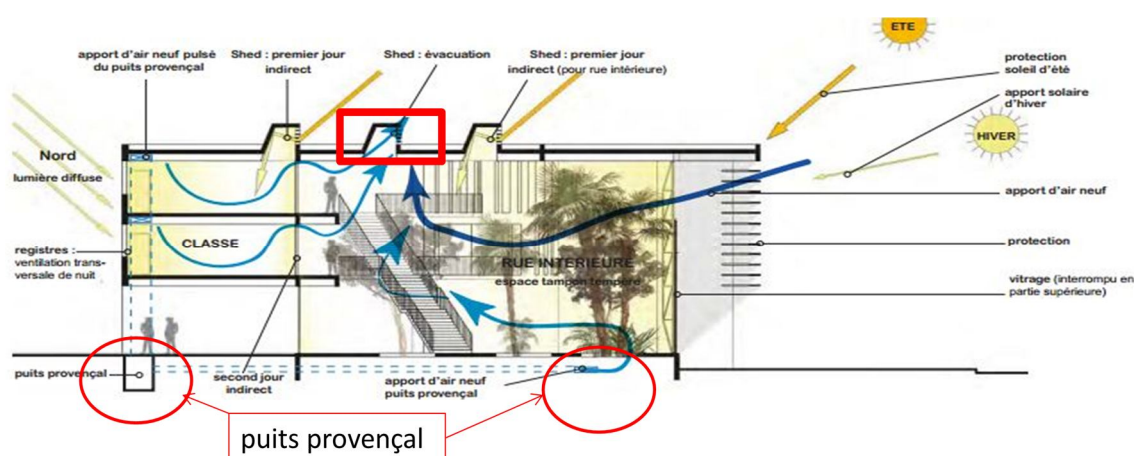 ETE
apport d'air neuf pulsé
du puits provençal
Shed : premier jour
indirect
Shed : évacuation
Shed : premier jour
indirect (pour rue intérieure)
protection
soleil d'été
apport solaire
d'hiver
HIVER
Nord
lumière diffuse
apport d'air neuf
CLASSE
registres :
ventilation trans-
versale de nuit
RUE INTERIEURE
espace tampon tempéré
protection
vitrage (interrompu en
partie supérieure)
puits provençal
second jour
indirect
apport d'air neuf
puits provençal
puits provençal